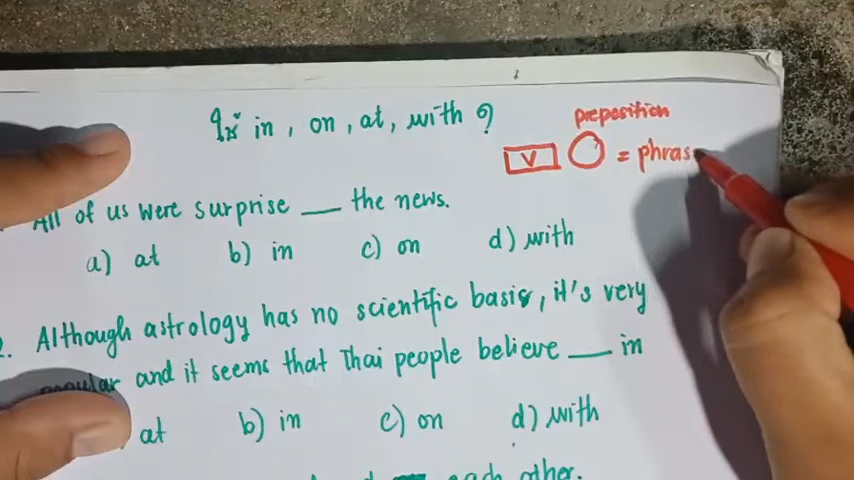 ใช้ in, on, at, with ?
preposition
V = phras
All of us were surprise ___ the news.
a) at b) in c) on d) with
2. Although astrology has no scientific basis, it's very
popular and it seems that Thai people believe ___ in
at b) in c) on d) with
each other.